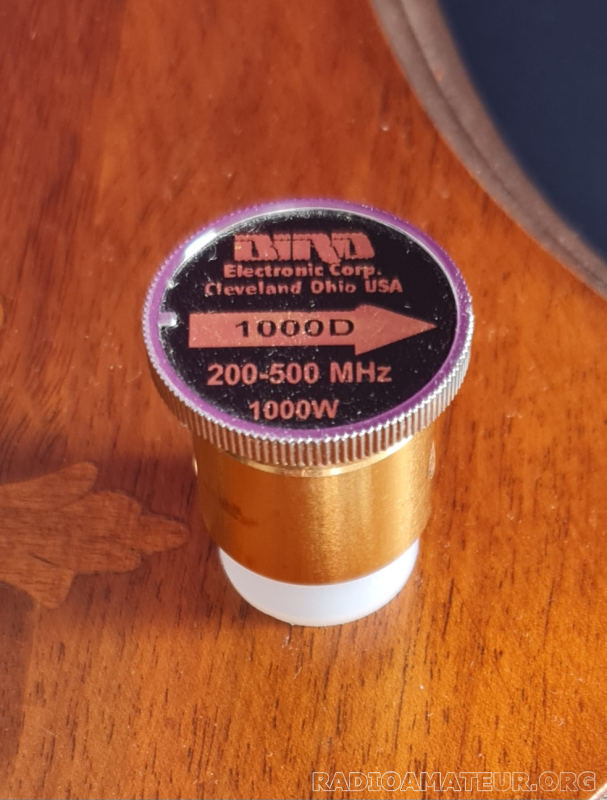 BIRD
Electronic Corp.
Cleveland Ohio USA
1000D
200-500 MHz
1000W
RADIOAMATEUR.ORG